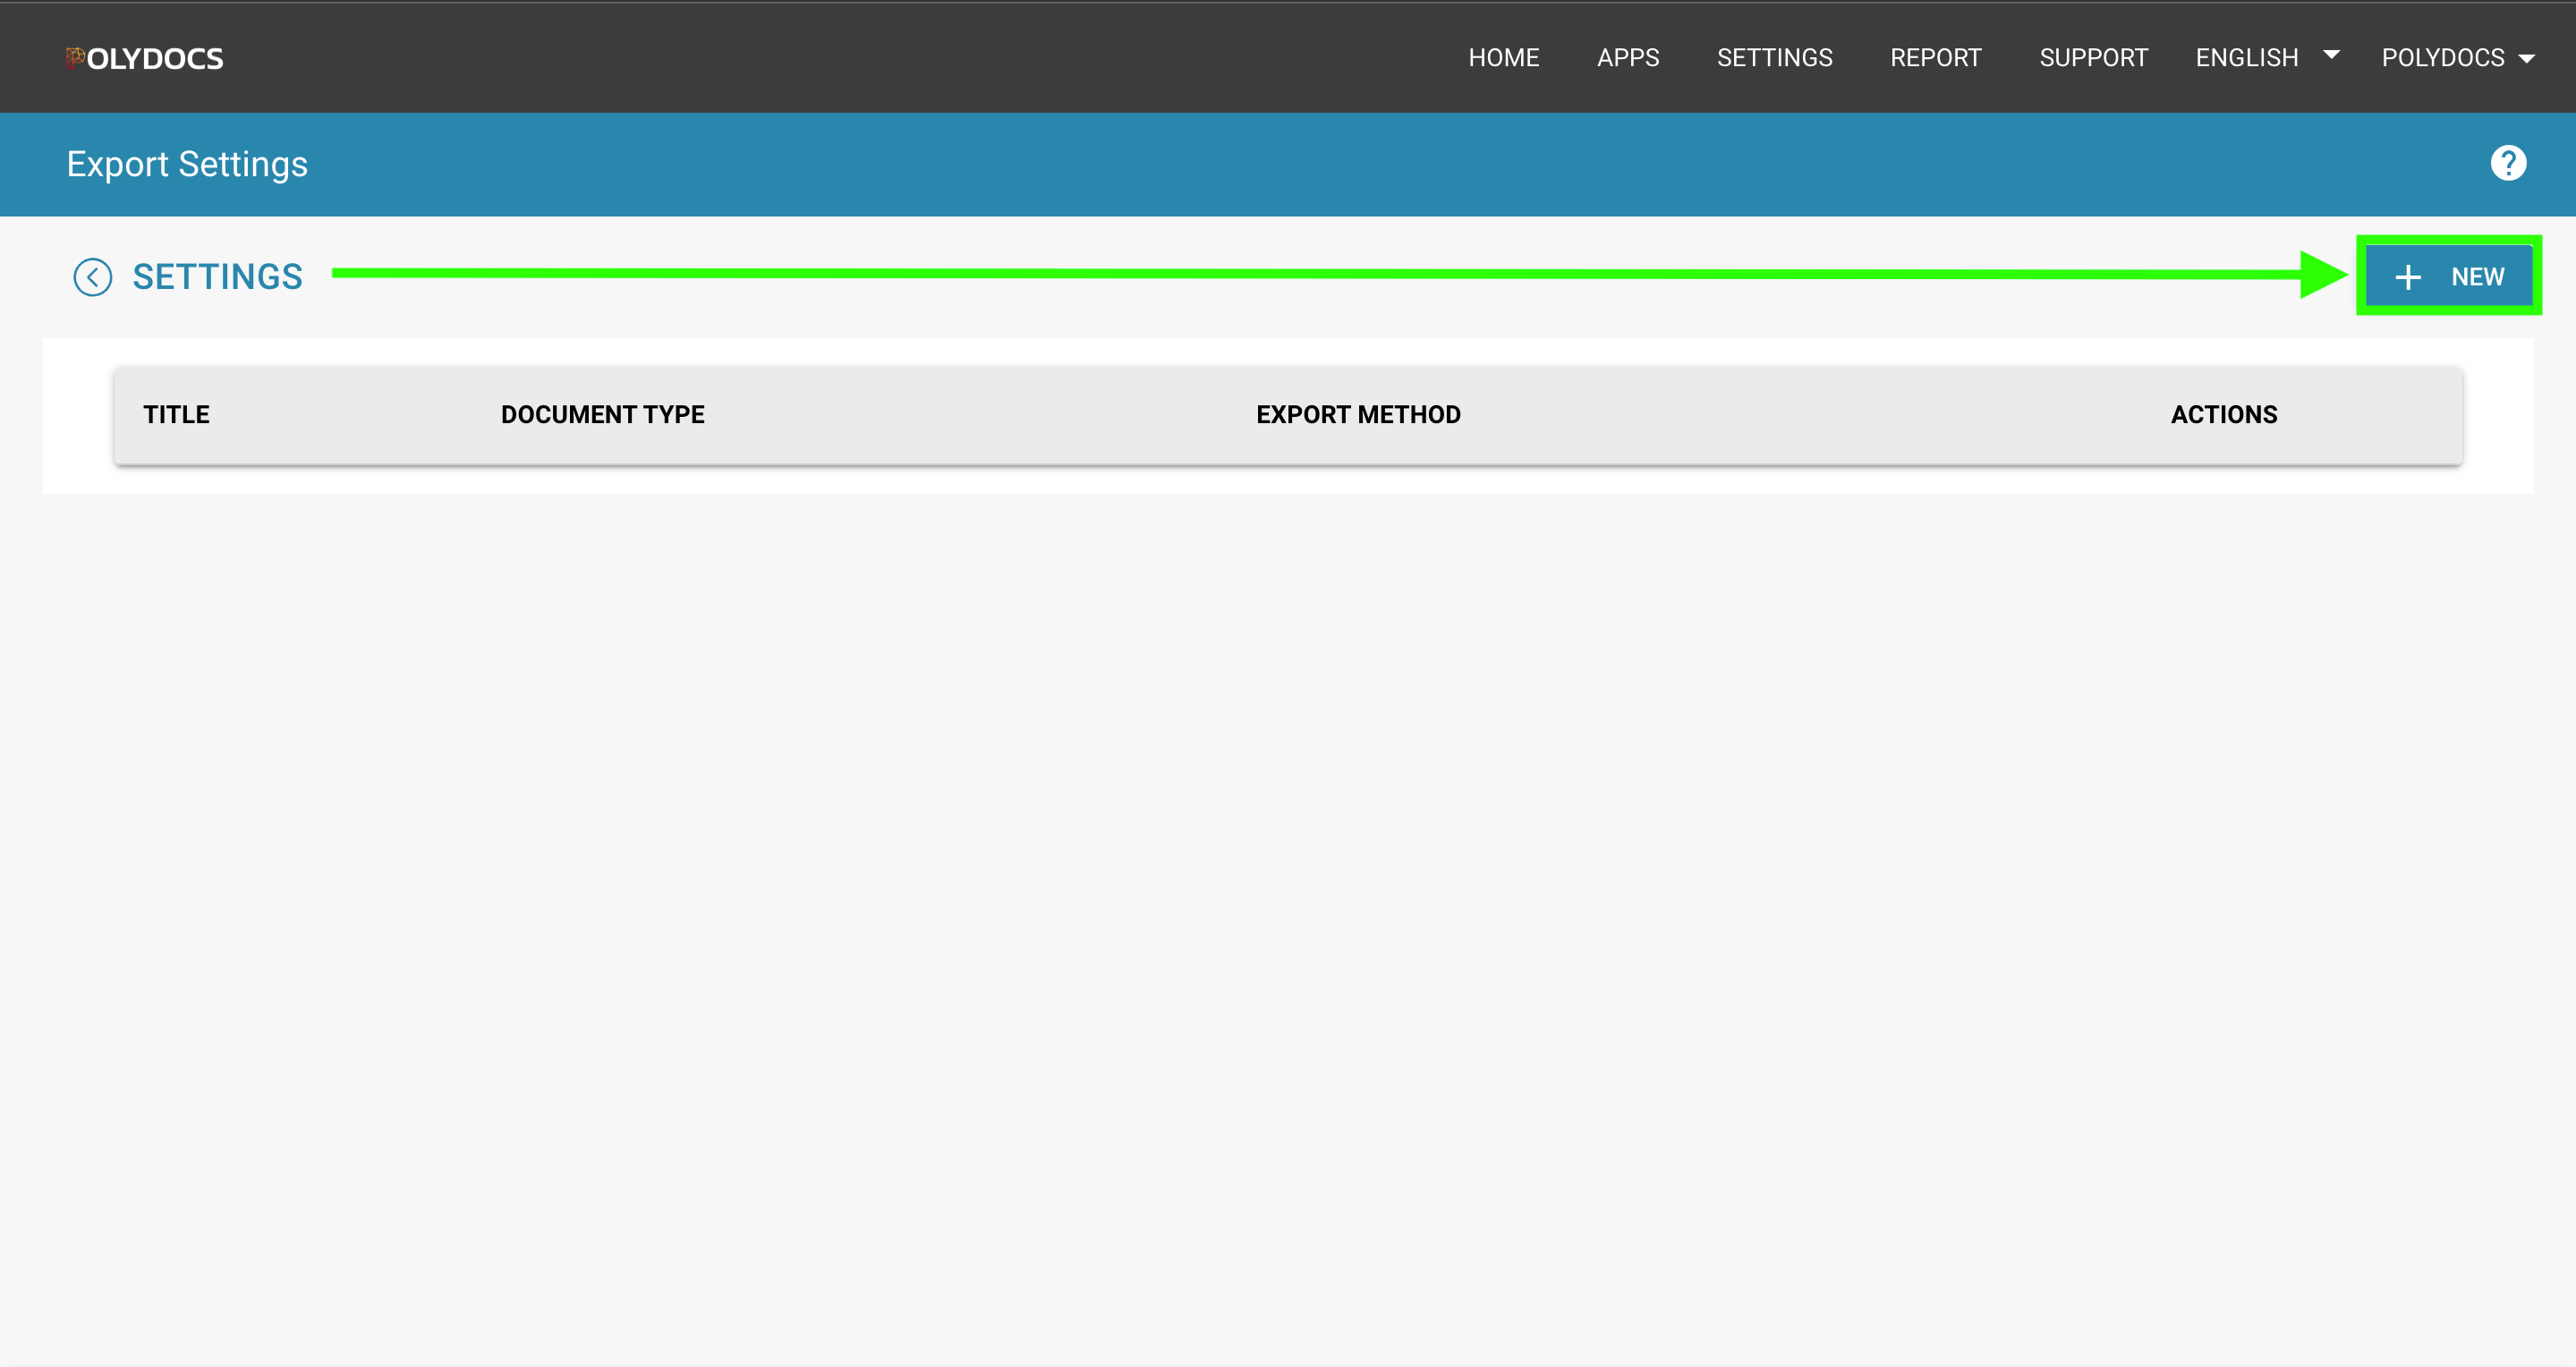 POLYDOCS HOME APPS SETTINGS REPORT SUPPORT ENGLISH POLYDOCS
Export Settings ?
SETTINGS + NEW
TITLE DOCUMENT TYPE EXPORT METHOD ACTIONS